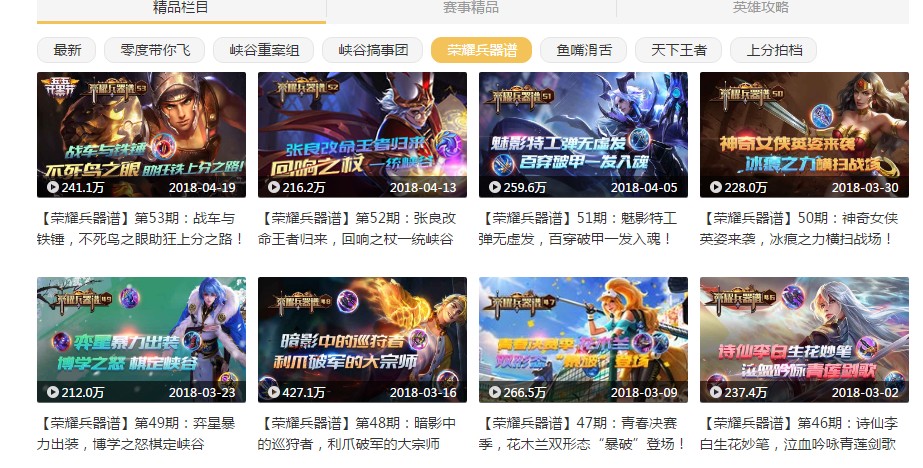 精品栏目
赛事精品
英雄攻略
最新
零度带你飞
峡谷重案组
峡谷搞事团
荣耀兵器谱
鱼嘴滑舌
天下王者
上分拍档
五五开黑节
荣耀兵器谱 53
战车与铁锤
不死鸟之眼 助狂铁上分之路!
241.1万
2018-04-19
荣耀兵器谱 52
张良改命王者归来
回响之杖一统峡谷
216.2万
2018-04-13
荣耀兵器谱 51
魅影特工弹无虚发
百穿破甲一发入魂
259.6万
2018-04-05
荣耀兵器谱 50
神奇女侠英姿来袭
冰痕之力横扫战场
228.0万
2018-03-30
【荣耀兵器谱】第53期：战车与
铁锤，不死鸟之眼助狂上分之路！
【荣耀兵器谱】第52期：张良改
命王者归来，回响之杖一统峡谷
【荣耀兵器谱】51期：魅影特工
弹无虚发，百穿破甲一发入魂！
【荣耀兵器谱】50期：神奇女侠
英姿来袭，冰痕之力横扫战场！
荣耀兵器谱 49
弈星暴力出装
博学之怒 棋定峡谷
212.0万
2018-03-23
荣耀兵器谱 48
暗影中的巡狩者
利爪破军的大宗师
427.1万
2018-03-16
荣耀兵器谱 47
青春决赛季 花木兰
双形态“暴破”登场
266.5万
2018-03-09
荣耀兵器谱 46
诗仙李白生花妙笔
泣血吟咏青莲剑歌
237.4万
2018-03-02
【荣耀兵器谱】第49期：弈星暴
力出装，博学之怒棋定峡谷
【荣耀兵器谱】第48期：暗影中
的巡狩者，利爪破军的大宗师
【荣耀兵器谱】47期：青春决赛
季，花木兰双形态“暴破”登场！
【荣耀兵器谱】第46期：诗仙李
白生花妙笔，泣血吟咏青莲剑歌